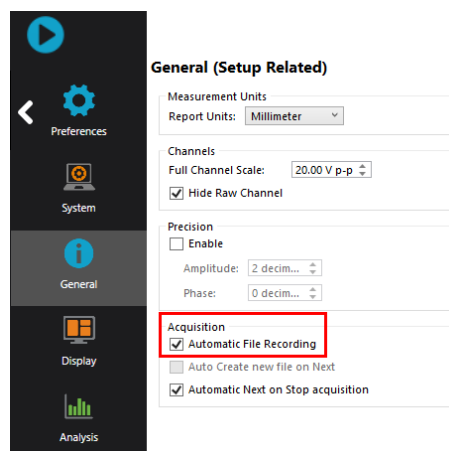 General (Setup Related)
Measurement Units
Report Units: Millimeter
Preferences
Channels
Full Channel Scale: 20.00 V p-p
Hide Raw Channel
System
Precision
Enable
Amplitude: 2 decim...
Phase: 0 decim...
General
Acquisition
Automatic File Recording
Auto Create new file on Next
Automatic Next on Stop acquisition
Display
Analysis